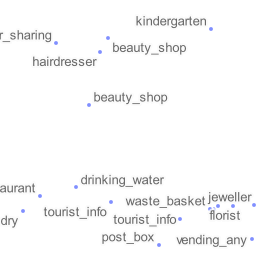 kindergarten
r_sharing
beauty_shop
hairdresser
beauty_shop
drinking_water
aurant
waste_basket
jeweller
tourist_info
tourist_info
florist
dry
post_box
vending_any